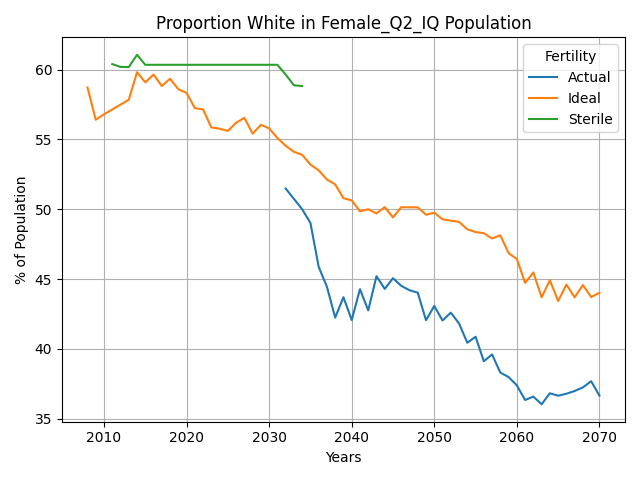 Proportion White in Female_Q2_IQ Population
Fertility
Actual
Ideal
Sterile
% of Population
60
55
50
45
40
35
2010
2020
2030
2040
2050
2060
2070
Years